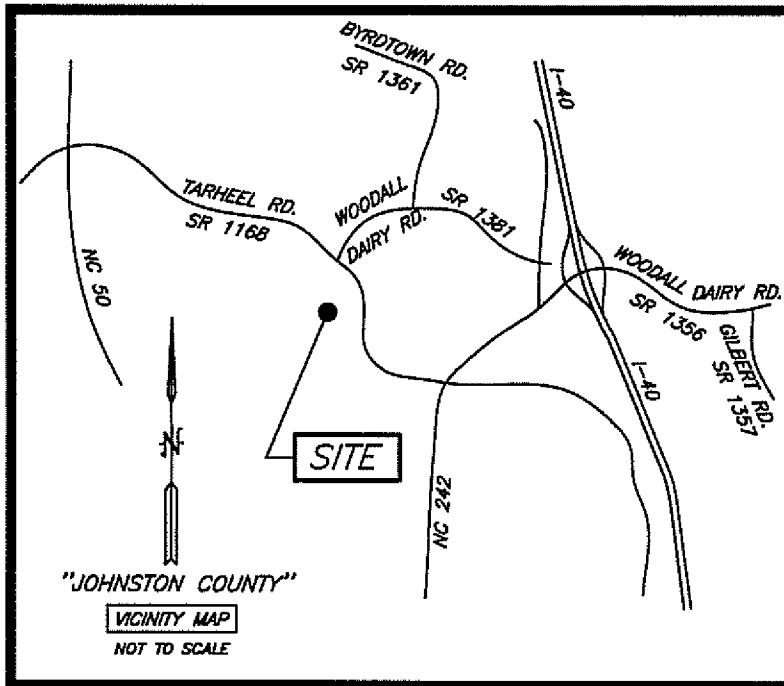 BYRDTOWN RD.
SR 1361
I-40
TARHEEL RD.
SR 1168
WOODALL
DAIRY RD.
SR 1381
NC 50
WOODALL DAIRY RD.
SR 1356
GILBERT RD.
SR 1357
I-40
N
SITE
NC 242
"JOHNSTON COUNTY"
VICINITY MAP
NOT TO SCALE